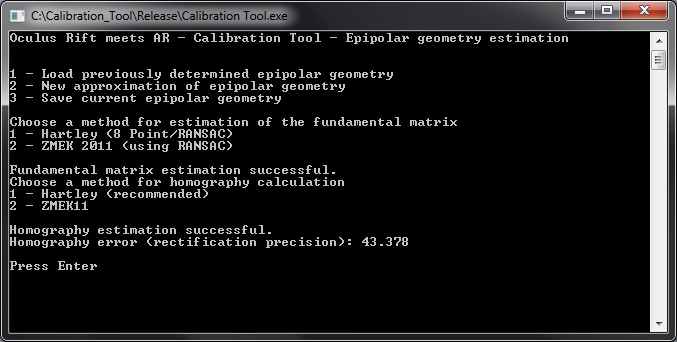 C:\Calibration_Tool\Release\Calibration Tool.exe
Oculus Rift meets AR - Calibration Tool - Epipolar geometry estimation
1 - Load previously determined epipolar geometry
2 - New approximation of epipolar geometry
3 - Save current epipolar geometry
Choose a method for estimation of the fundamental matrix
1 - Hartley (8 Point/RANSAC)
2 - ZMEK 2011 (using RANSAC)
Fundamental matrix estimation successful.
Choose a method for homography calculation
1 - Hartley (recommended)
2 - ZMEK11
Homography estimation successful.
Homography error (rectification precision): 43.378
Press Enter